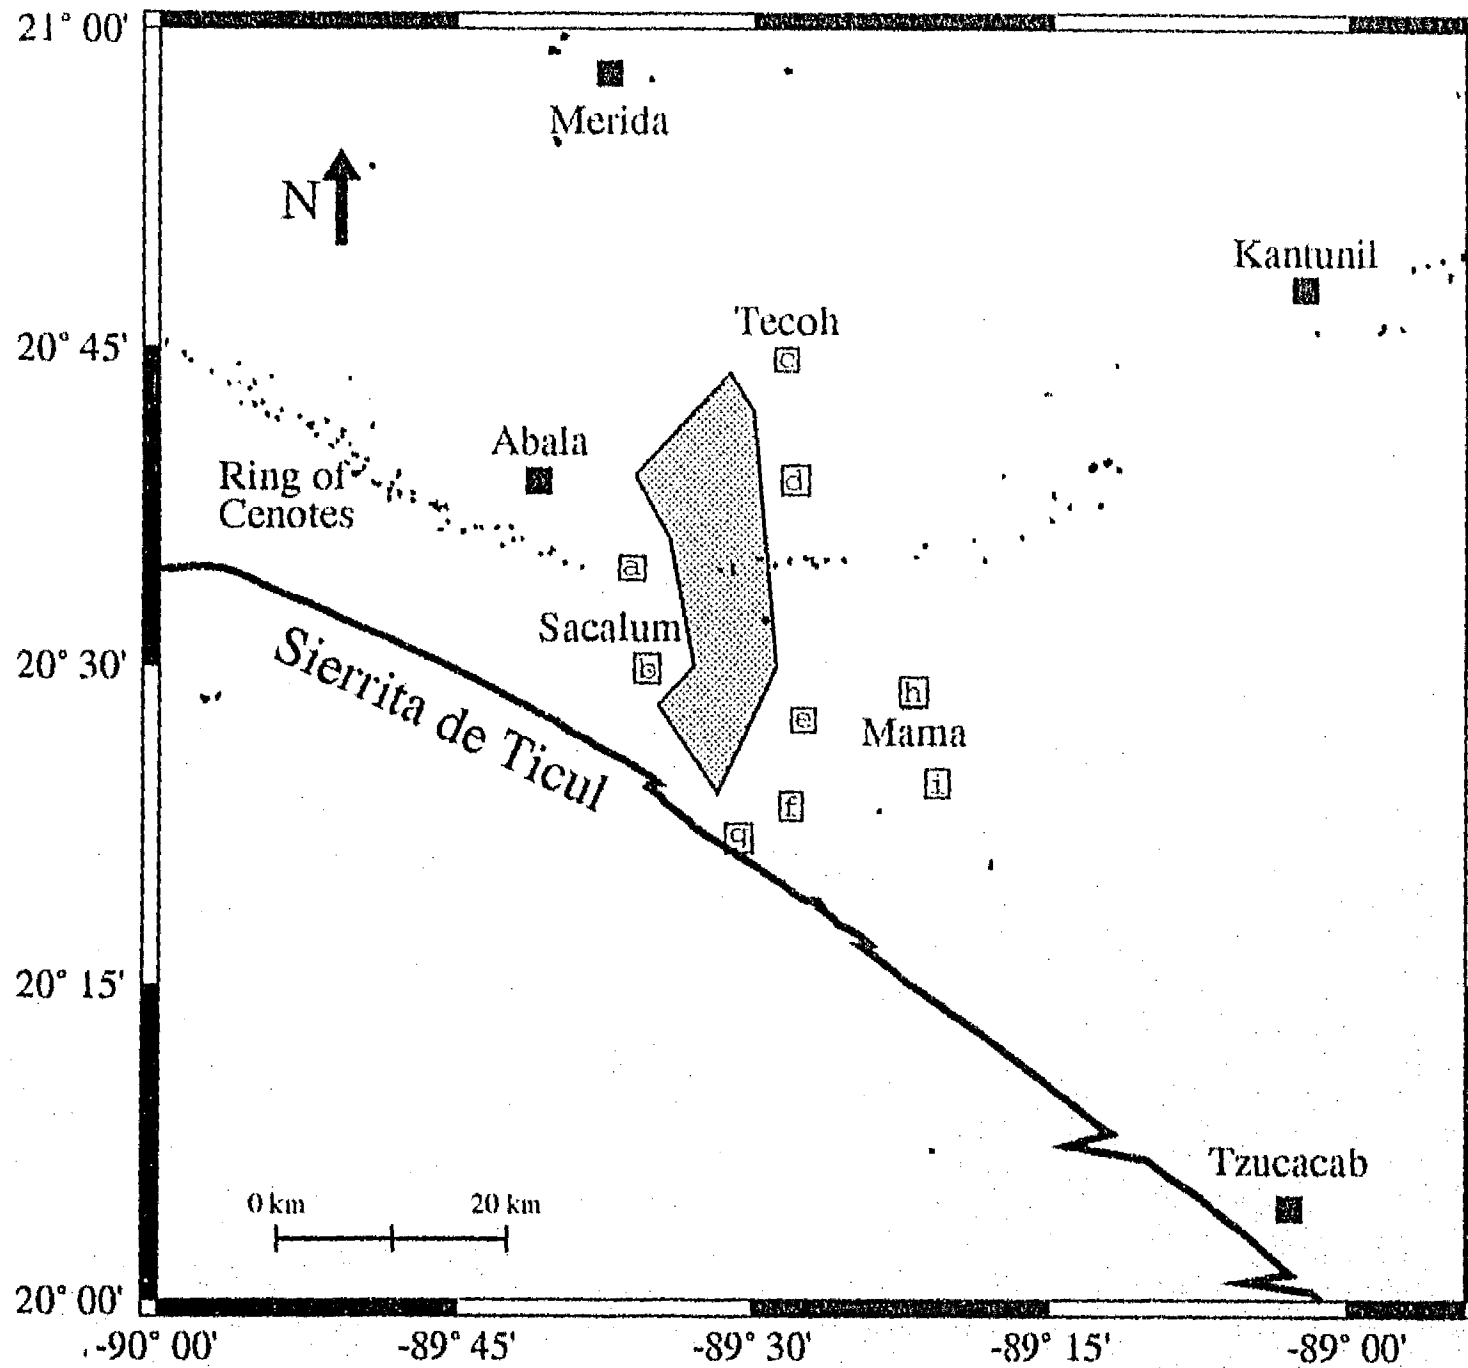 21° 00'
Merida
N
Kantunil
Tecoh
20° 45'
c
Abala
Ring of
Cenotes
d
a
Sacalum
20° 30'
b
h
e
Mama
Sierrita de Ticul
i
f
g
20° 15'
Tzucacab
0 km 20 km
20° 00'
-90° 00' -89° 45' -89° 30' -89° 15' -89° 00'